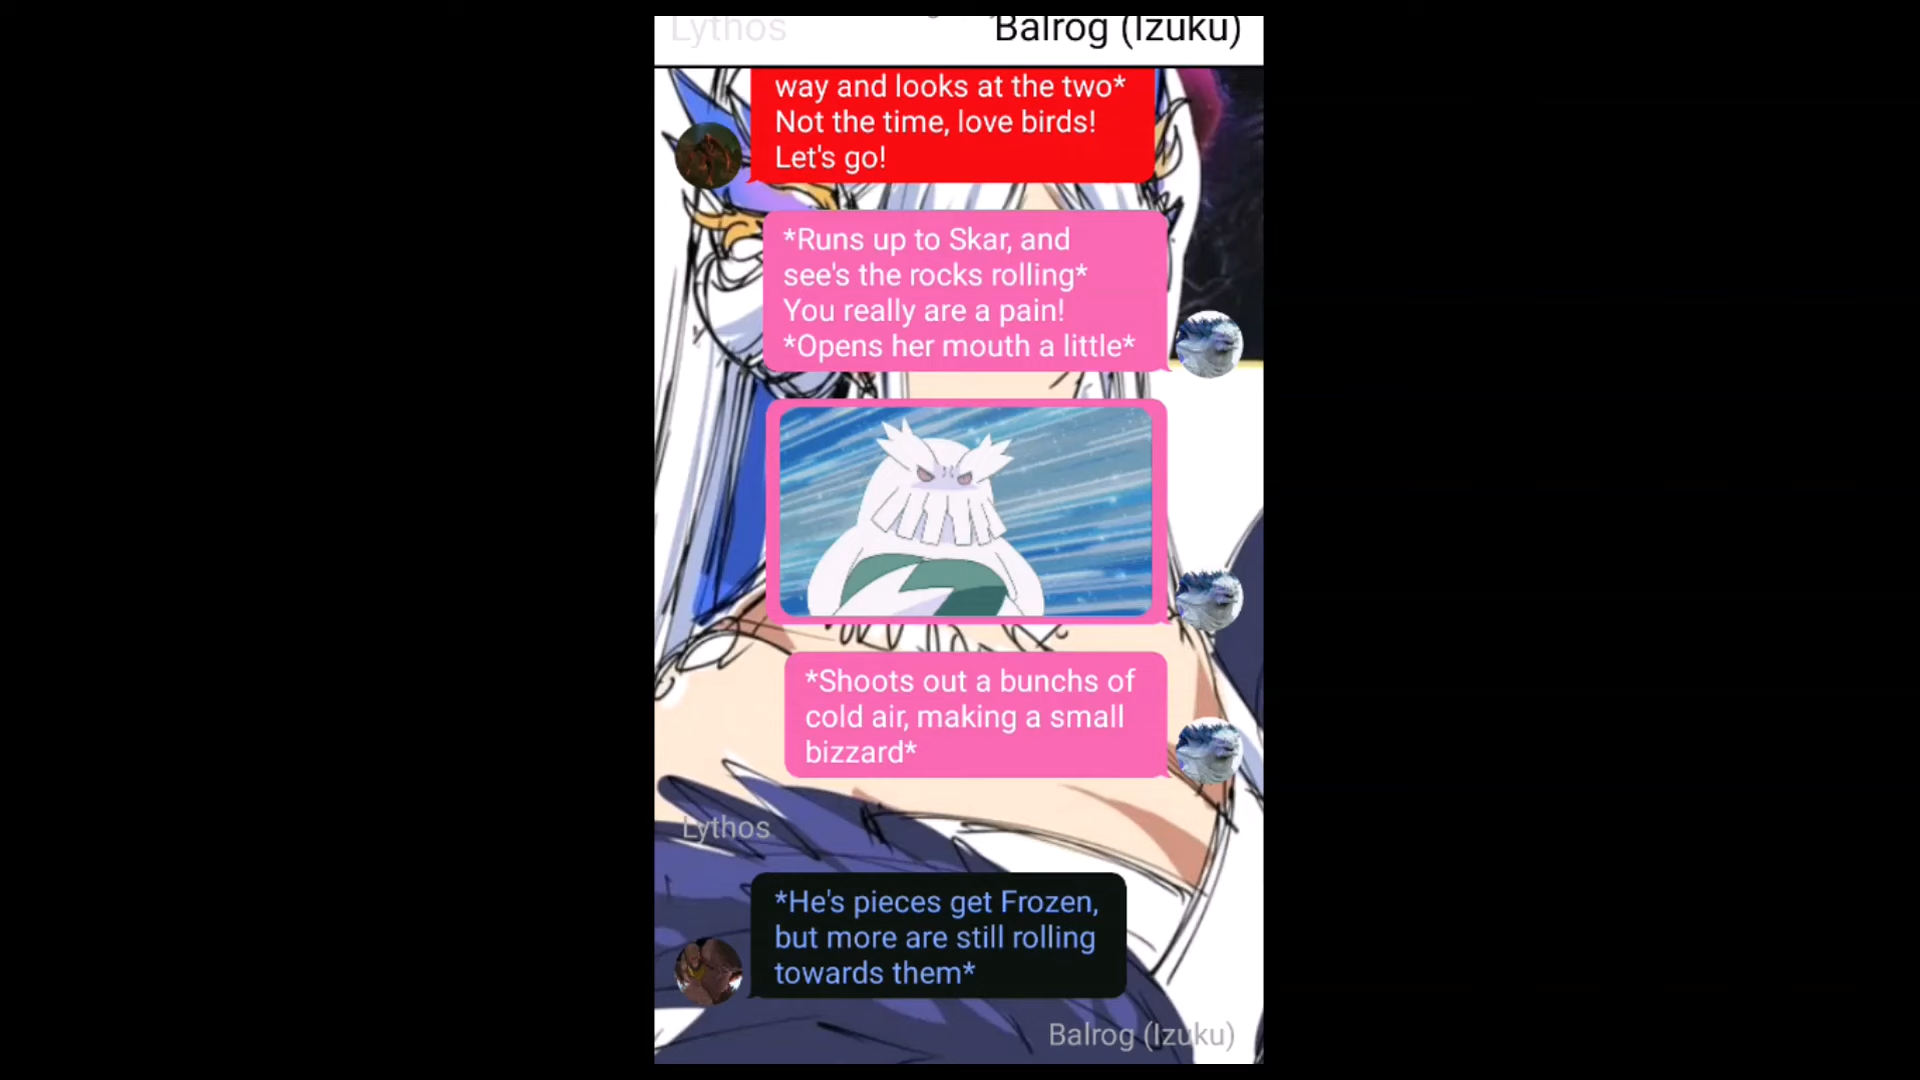 Lythos
Balrog (Izuku)
way and looks at the two*
Not the time, love birds!
Let's go!
*Runs up to Skar, and
see's the rocks rolling*
You really are a pain!
*Opens her mouth a little*
*Shoots out a bunchs of
cold air, making a small
bizzard*
Lythos
*He's pieces get Frozen,
but more are still rolling
towards them*
Balrog (Izuku)